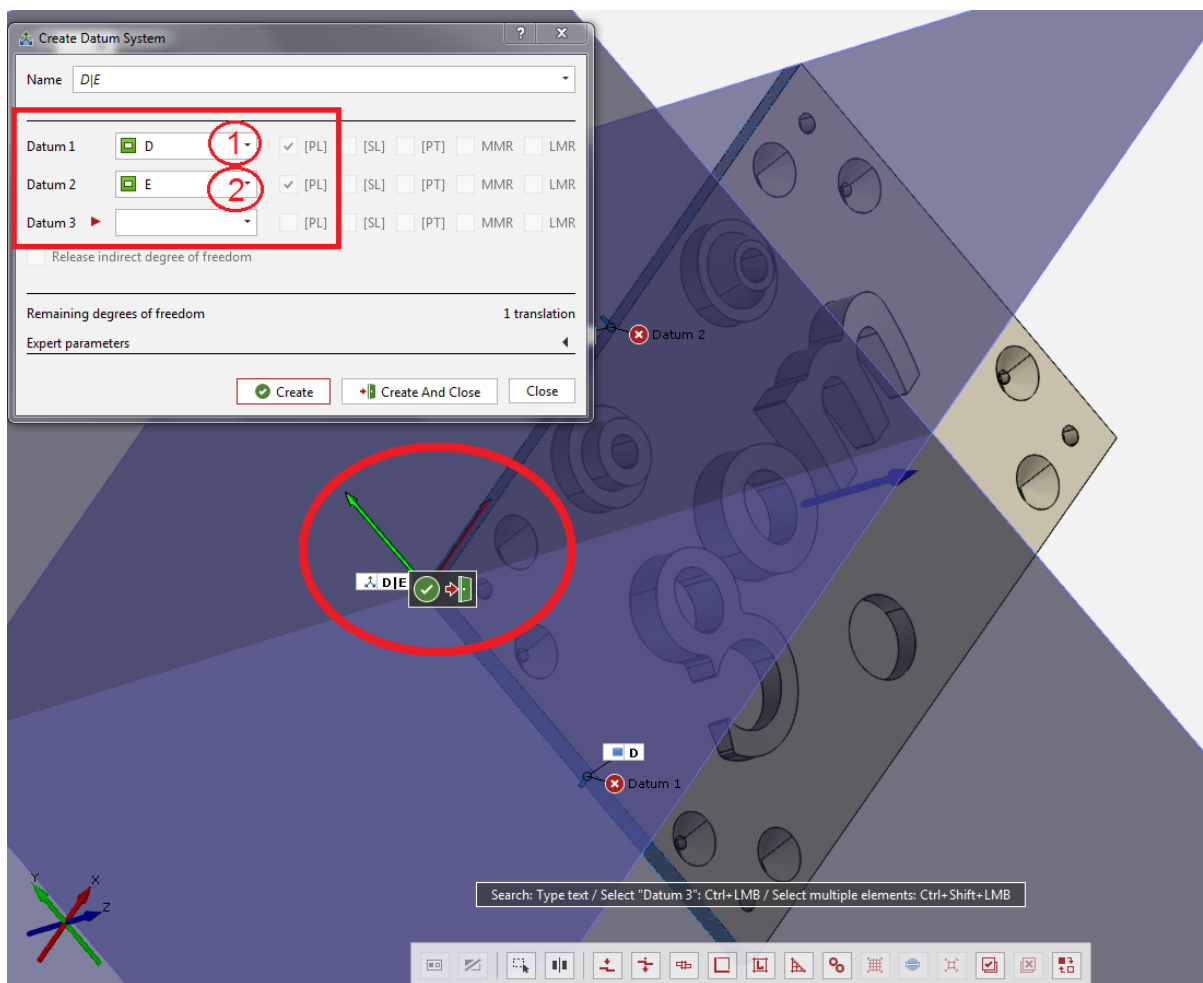 Create Datum System
? X
Name D|E
Datum 1 D 1 [PL] [SL] [PT] MMR LMR
Datum 2 E 2 [PL] [SL] [PT] MMR LMR
Datum 3 [PL] [SL] [PT] MMR LMR
Release indirect degree of freedom
Remaining degrees of freedom 1 translation
Expert parameters
Create Create And Close Close
Datum 2
D|E
D
Datum 1
Y X
Z
Search: Type text / Select "Datum 3": Ctrl+LMB / Select multiple elements: Ctrl+Shift+LMB